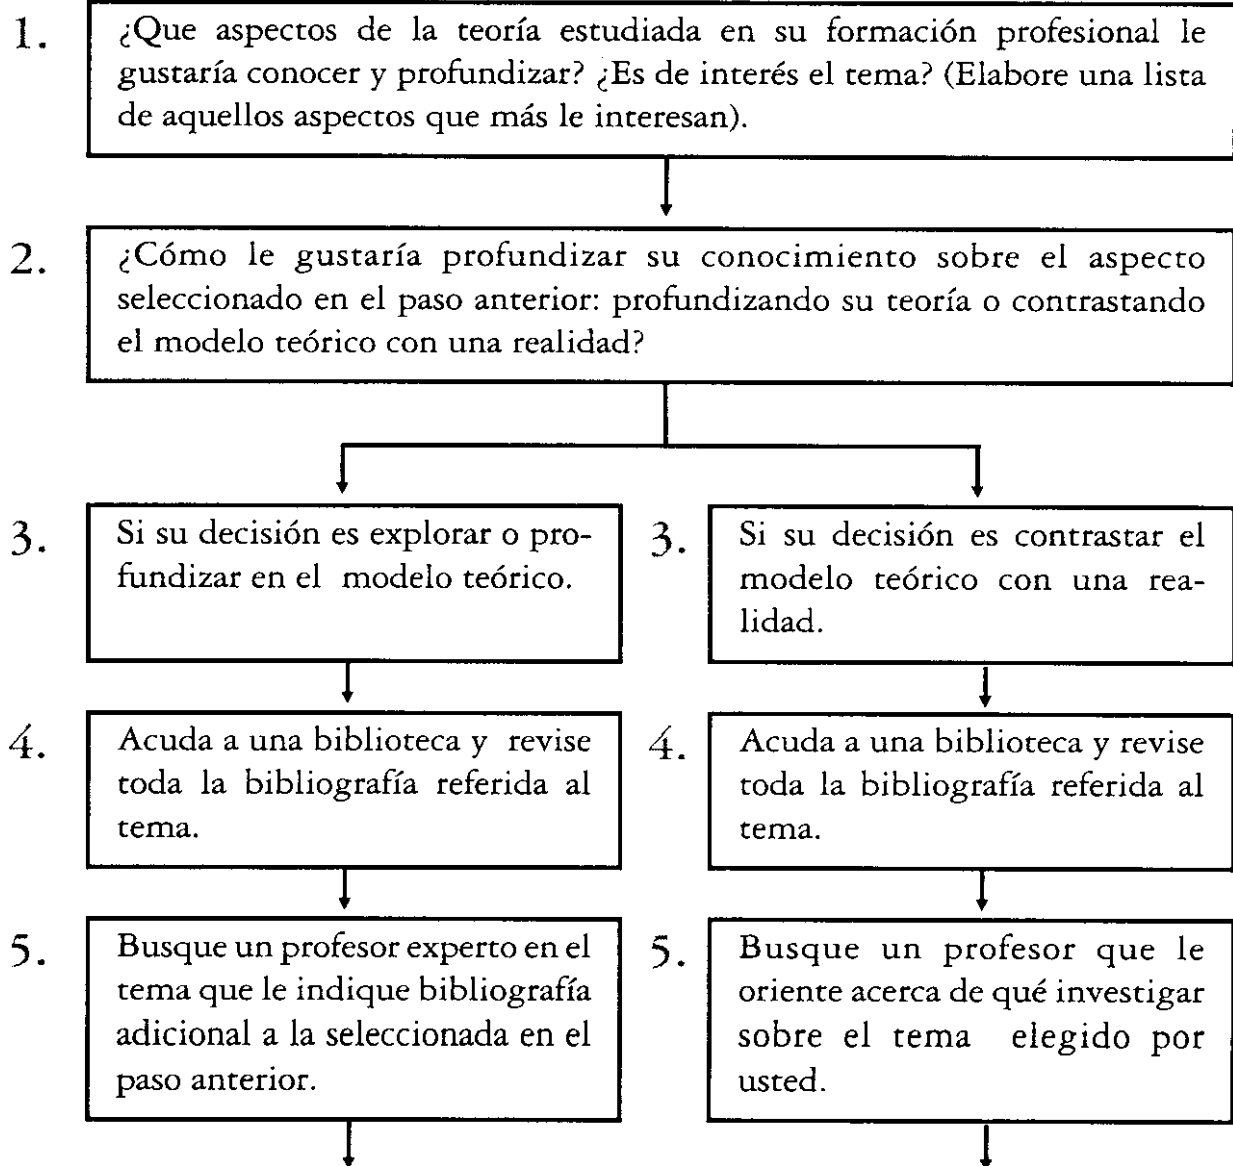 1.
¿Que aspectos de la teoría estudiada en su formación profesional le
gustaría conocer y profundizar? ¿Es de interés el tema? (Elabore una lista
de aquellos aspectos que más le interesan).
2.
¿Cómo le gustaría profundizar su conocimiento sobre el aspecto
seleccionado en el paso anterior: profundizando su teoría o contrastando
el modelo teórico con una realidad?
3.
Si su decisión es explorar o pro-
fundizar en el modelo teórico.
3.
Si su decisión es contrastar el
modelo teórico con una rea-
lidad.
4.
Acuda a una biblioteca y revise
toda la bibliografía referida al
tema.
4.
Acuda a una biblioteca y revise
toda la bibliografía referida al
tema.
5.
Busque un profesor experto en el
tema que le indique bibliografía
adicional a la seleccionada en el
paso anterior.
5.
Busque un profesor que le
oriente acerca de qué investigar
sobre el tema elegido por
usted.